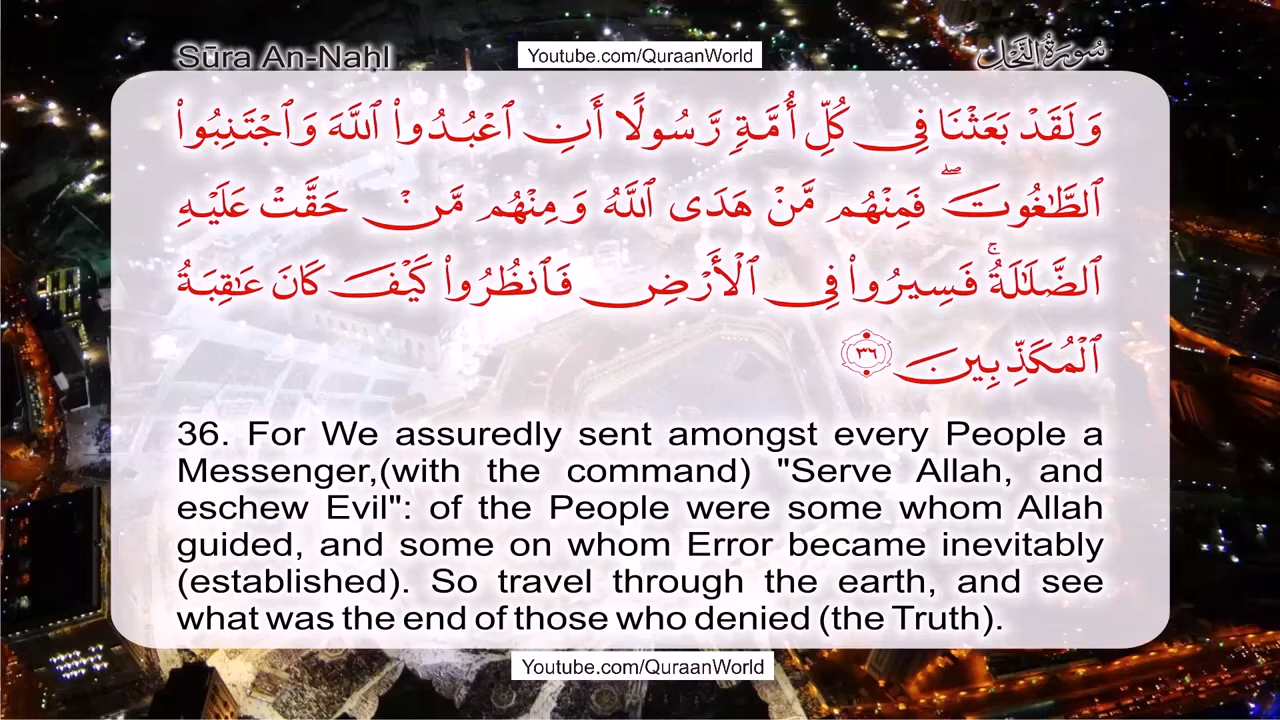 Sūra An-Naḥl
Youtube.com/QuraanWorld
سُورَةُ النَّحْلِ
وَلَقَدْ بَعَثْنَا فِي كُلِّ أُمَّةٍ رَّسُولًا أَنِ ٱعْبُدُوا۟ ٱللَّهَ وَٱجْتَنِبُوا۟
ٱلطَّٰغُوتَ ۖ فَمِنْهُم مَّنْ هَدَى ٱللَّهُ وَمِنْهُم مَّنْ حَقَّتْ عَلَيْهِ
ٱلضَّلَٰلَةُ ۚ فَسِيرُوا۟ فِي ٱلْأَرْضِ فَٱنظُرُوا۟ كَيْفَ كَانَ عَٰقِبَةُ
ٱلْمُكَذِّبِينَ ٣٦
36. For We assuredly sent amongst every People a
Messenger,(with the command) "Serve Allah, and
eschew Evil": of the People were some whom Allah
guided, and some on whom Error became inevitably
(established). So travel through the earth, and see
what was the end of those who denied (the Truth).
Youtube.com/QuraanWorld